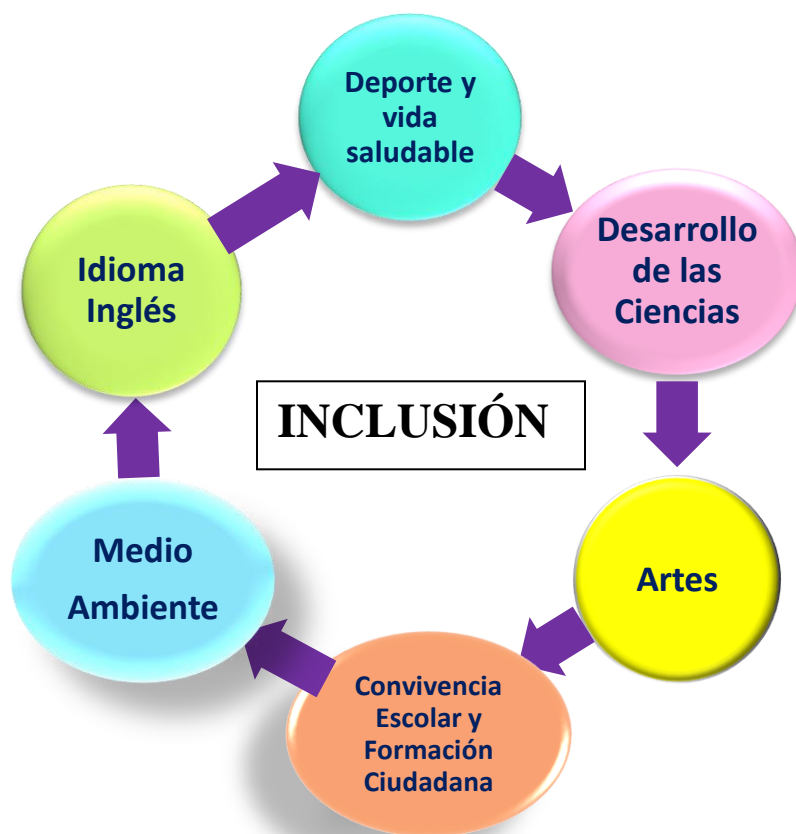 Deporte y
vida
saludable
Desarrollo
de las
Ciencias
Artes
Convivencia
Escolar y
Formación
Ciudadana
Medio
Ambiente
Idioma
Inglés
INCLUSIÓN